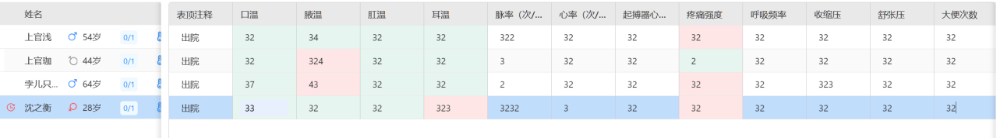 姓名 表顶注释 口温 腋温 肛温 耳温 脉率（次/... 心率（次/... 起搏器心... 疼痛强度 呼吸频率 收缩压 舒张压 大便次数
上官浅 54岁 0/1 出院 32 34 32 32 322 32 32 32 32 32 32 32
上官珈 44岁 0/1 出院 32 324 32 32 3 32 32 2 32 32 32 32
李儿只... 64岁 0/1 出院 37 43 32 32 2 32 32 32 32 323 32 32
沈之衡 28岁 0/1 出院 33 32 32 323 3232 3 32 32 32 32 32 32